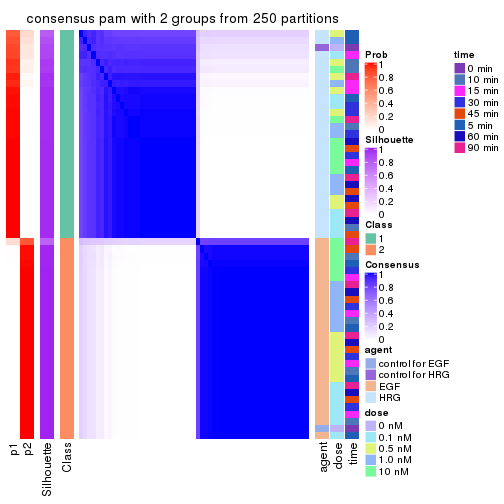 consensus pam with 2 groups from 250 partitions
Prob
1
0.8
0.6
0.4
0.2
0
Silhouette
1
0.8
0.6
0.4
0.2
0
Class
1
2
Consensus
1
0.8
0.6
0.4
0.2
0
agent
control for EGF
control for HRG
EGF
HRG
dose
0 nM
0.1 nM
0.5 nM
1.0 nM
10 nM
time
0 min
10 min
15 min
30 min
45 min
5 min
60 min
90 min
p1
p2
Silhouette
Class
agent
dose
time